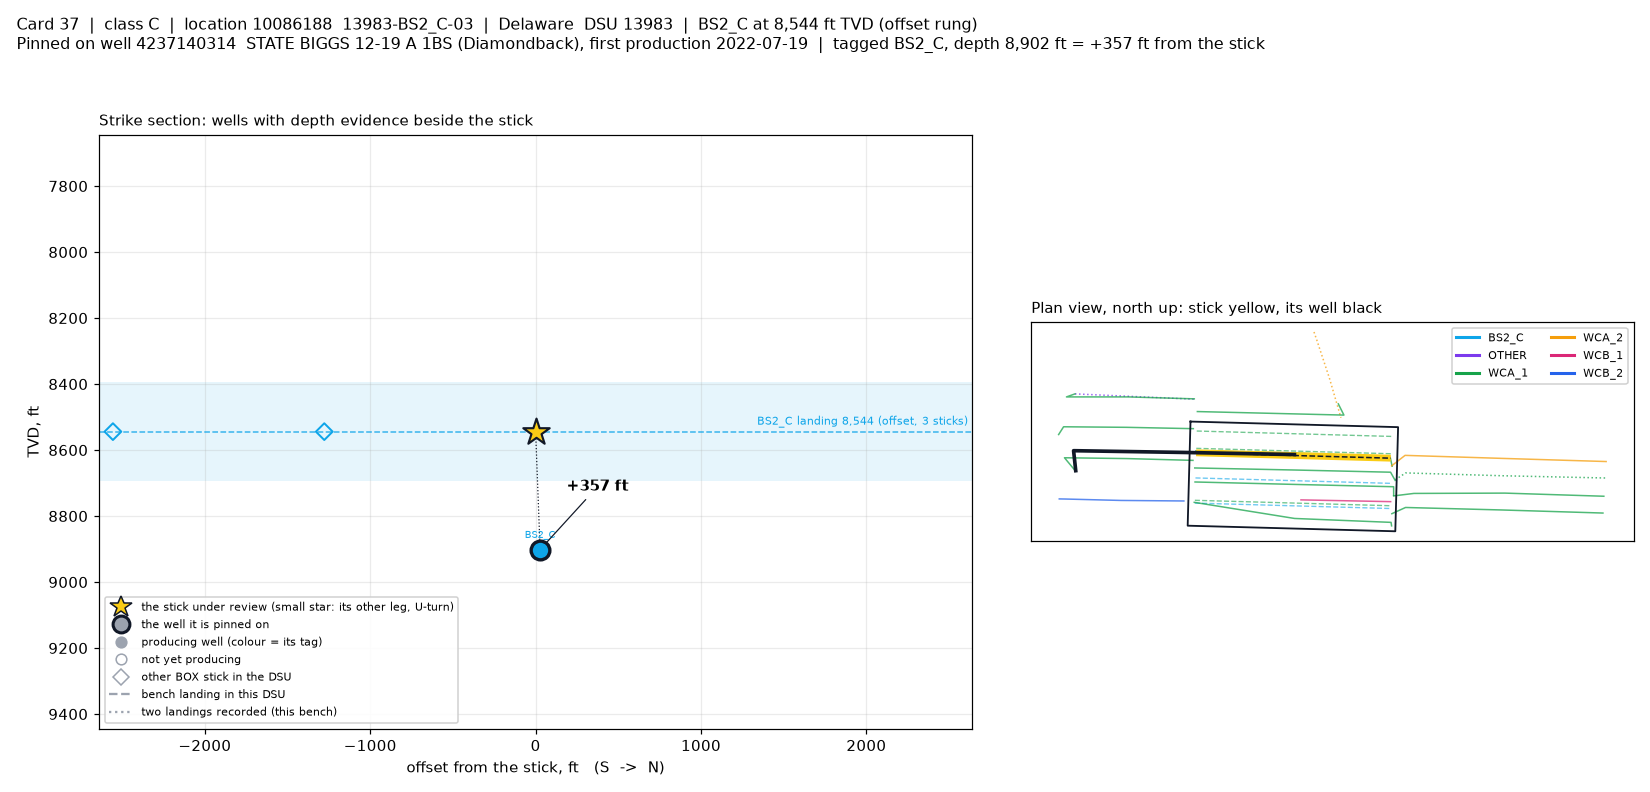 Card 37  |  class C  |  location 10086188  13983-BS2_C-03  |  Delaware  DSU 13983  |  BS2_C at 8,544 ft TVD (offset rung)
Pinned on well 4237140314  STATE BIGGS 12-19 A 1BS (Diamondback), first production 2022-07-19  |  tagged BS2_C, depth 8,902 ft = +357 ft from the stick
Strike section: wells with depth evidence beside the stick
7800
8000
8200
8400
8600
8800
9000
9200
9400
TVD, ft
BS2_C landing 8,544 (offset, 3 sticks)
+357 ft
BS2_C
the stick under review (small star: its other leg, U-turn)
the well it is pinned on
producing well (colour = its tag)
not yet producing
other BOX stick in the DSU
bench landing in this DSU
two landings recorded (this bench)
−2000
−1000
0
1000
2000
offset from the stick, ft   (S  ->  N)
Plan view, north up: stick yellow, its well black
BS2_C
OTHER
WCA_1
WCA_2
WCB_1
WCB_2